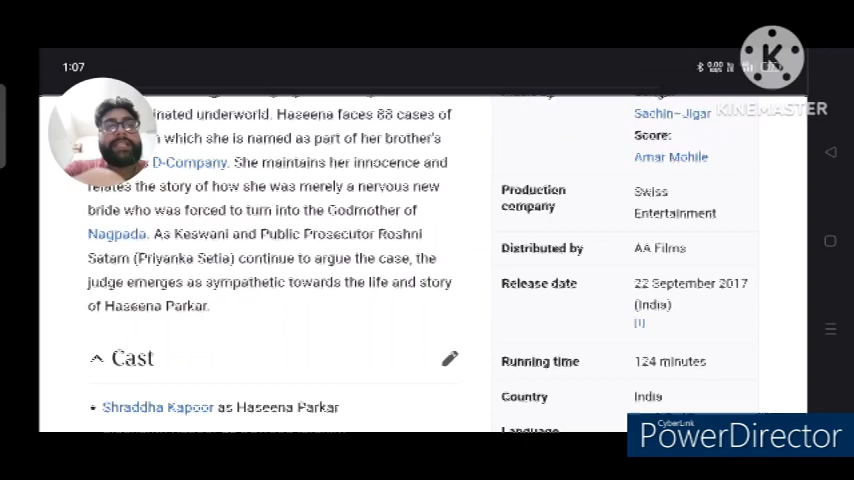 1:07
KINEMASTER
inated underworld. Haseena faces 88 cases of
n which she is named as part of her brother's
D-Company. She maintains her innocence and
relates the story of how she was merely a nervous new
bride who was forced to turn into the Godmother of
Nagpada. As Keswani and Public Prosecutor Roshni
Satam (Priyanka Setia) continue to argue the case, the
judge emerges as sympathetic towards the life and story
of Haseena Parkar.
Cast
• Shraddha Kapoor as Haseena Parkar
Sachin–Jigar
Score:
Amar Mohile
Production company
Swiss Entertainment
Distributed by
AA Films
Release date
22 September 2017
(India)
[1]
Running time
124 minutes
Country
India
Language
CyberLink
PowerDirector